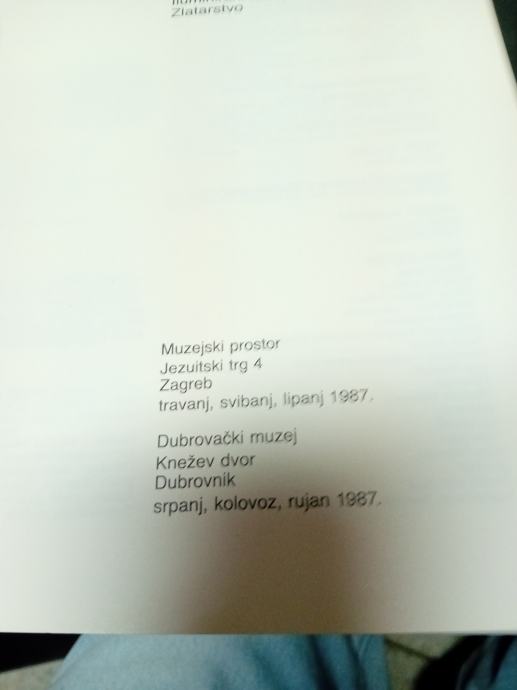 Zlatarstvo
Muzejski prostor
Jezuitski trg 4
Zagreb
travanj, svibanj, lipanj 1987.
Dubrovački muzej
Knežev dvor
Dubrovnik
srpanj, kolovoz, rujan 1987.